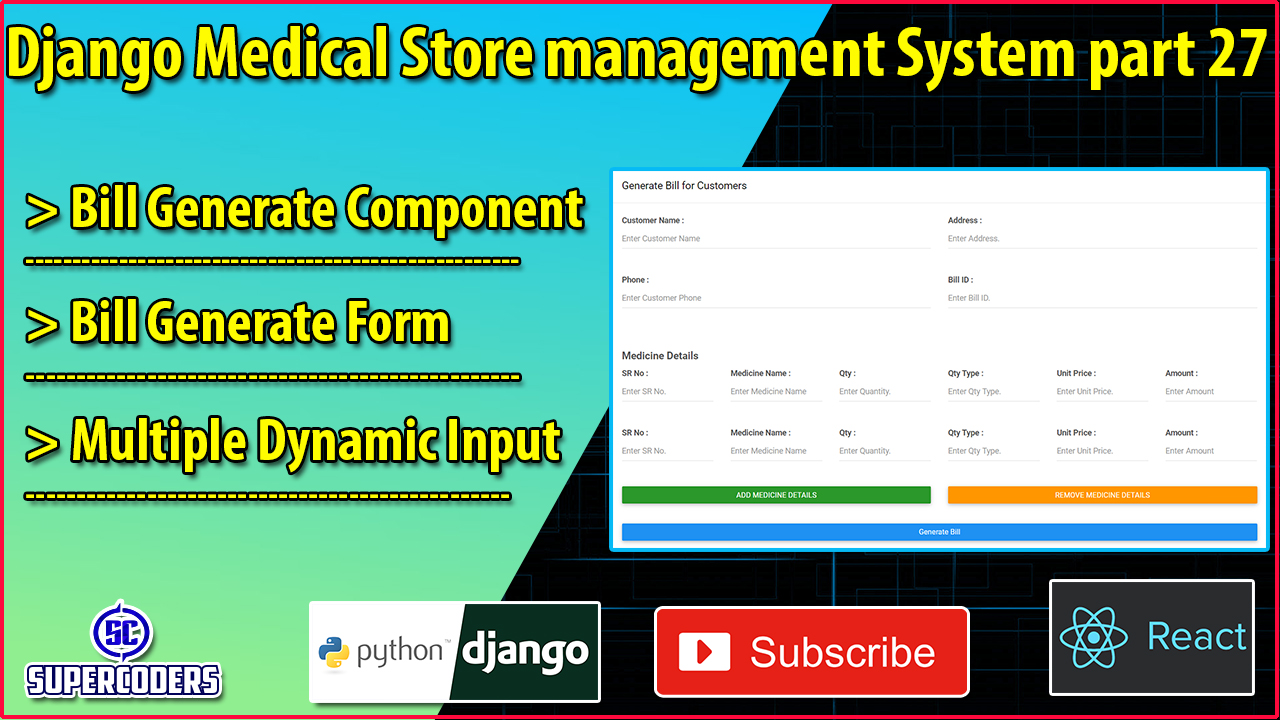 Django Medical Store management System part 27
> Bill Generate Component
------------------------------------------------
> Bill Generate Form
------------------------------------------------
> Multiple Dynamic Input
-----------------------------------------------
Generate Bill for Customers
Customer Name : Address :
Enter Customer Name Enter Address.
Phone : Bill ID :
Enter Customer Phone Enter Bill ID.
Medicine Details
SR No : Medicine Name : Qty : Qty Type : Unit Price : Amount :
Enter SR No. Enter Medicine Name Enter Quantity. Enter Qty Type. Enter Unit Price. Enter Amount
SR No : Medicine Name : Qty : Qty Type : Unit Price : Amount :
Enter SR No. Enter Medicine Name Enter Quantity. Enter Qty Type. Enter Unit Price. Enter Amount
ADD MEDICINE DETAILS REMOVE MEDICINE DETAILS
Generate Bill
SC
SUPERCODERS
python™ django
Subscribe
React